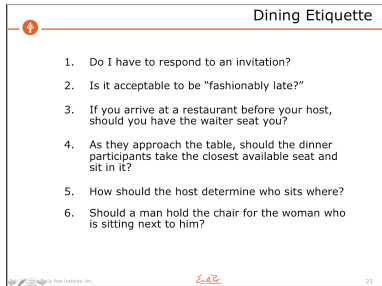 Dining Etiquette
1. Do I have to respond to an invitation?
2. Is it acceptable to be “fashionably late?”
3. If you arrive at a restaurant before your host,
should you have the waiter seat you?
4. As they approach the table, should the dinner
participants take the closest available seat and
sit in it?
5. How should the host determine who sits where?
6. Should a man hold the chair for the woman who
is sitting next to him?
Institute, Inc.
23